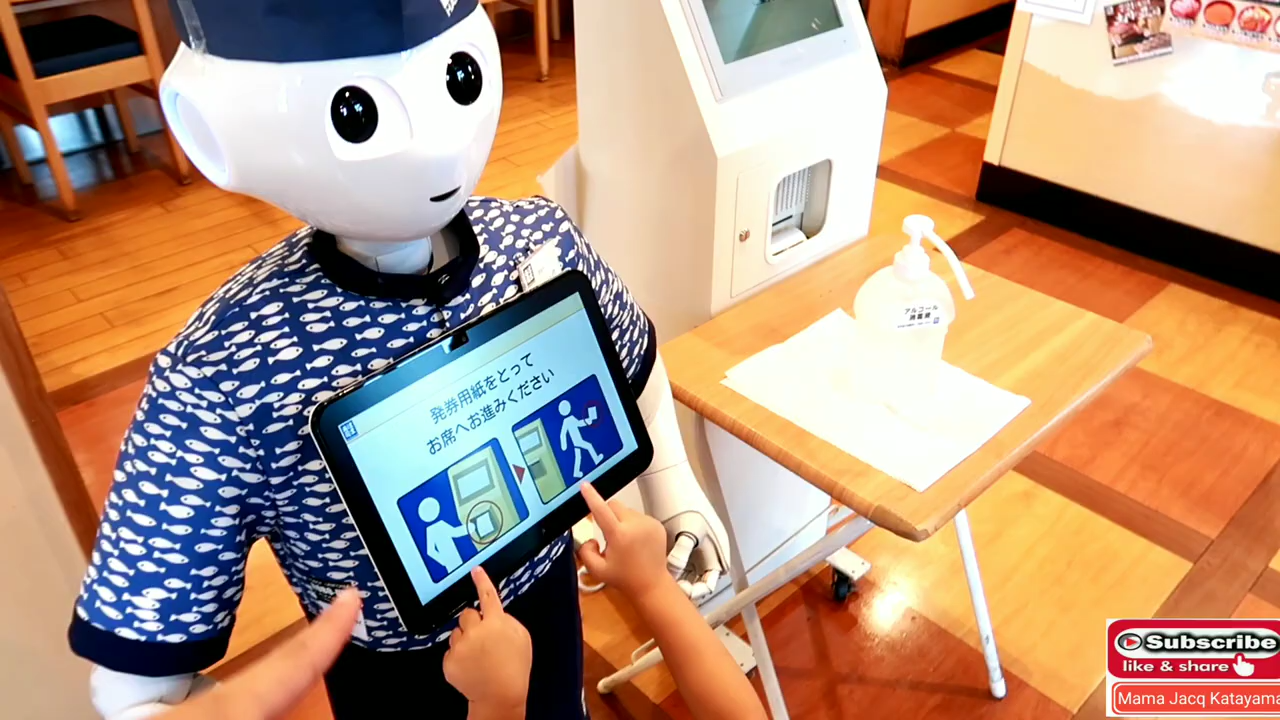 発券用紙をとって
お席へお進みください
アルコール
Subscribe
like & share
Mama Jacq Katayama